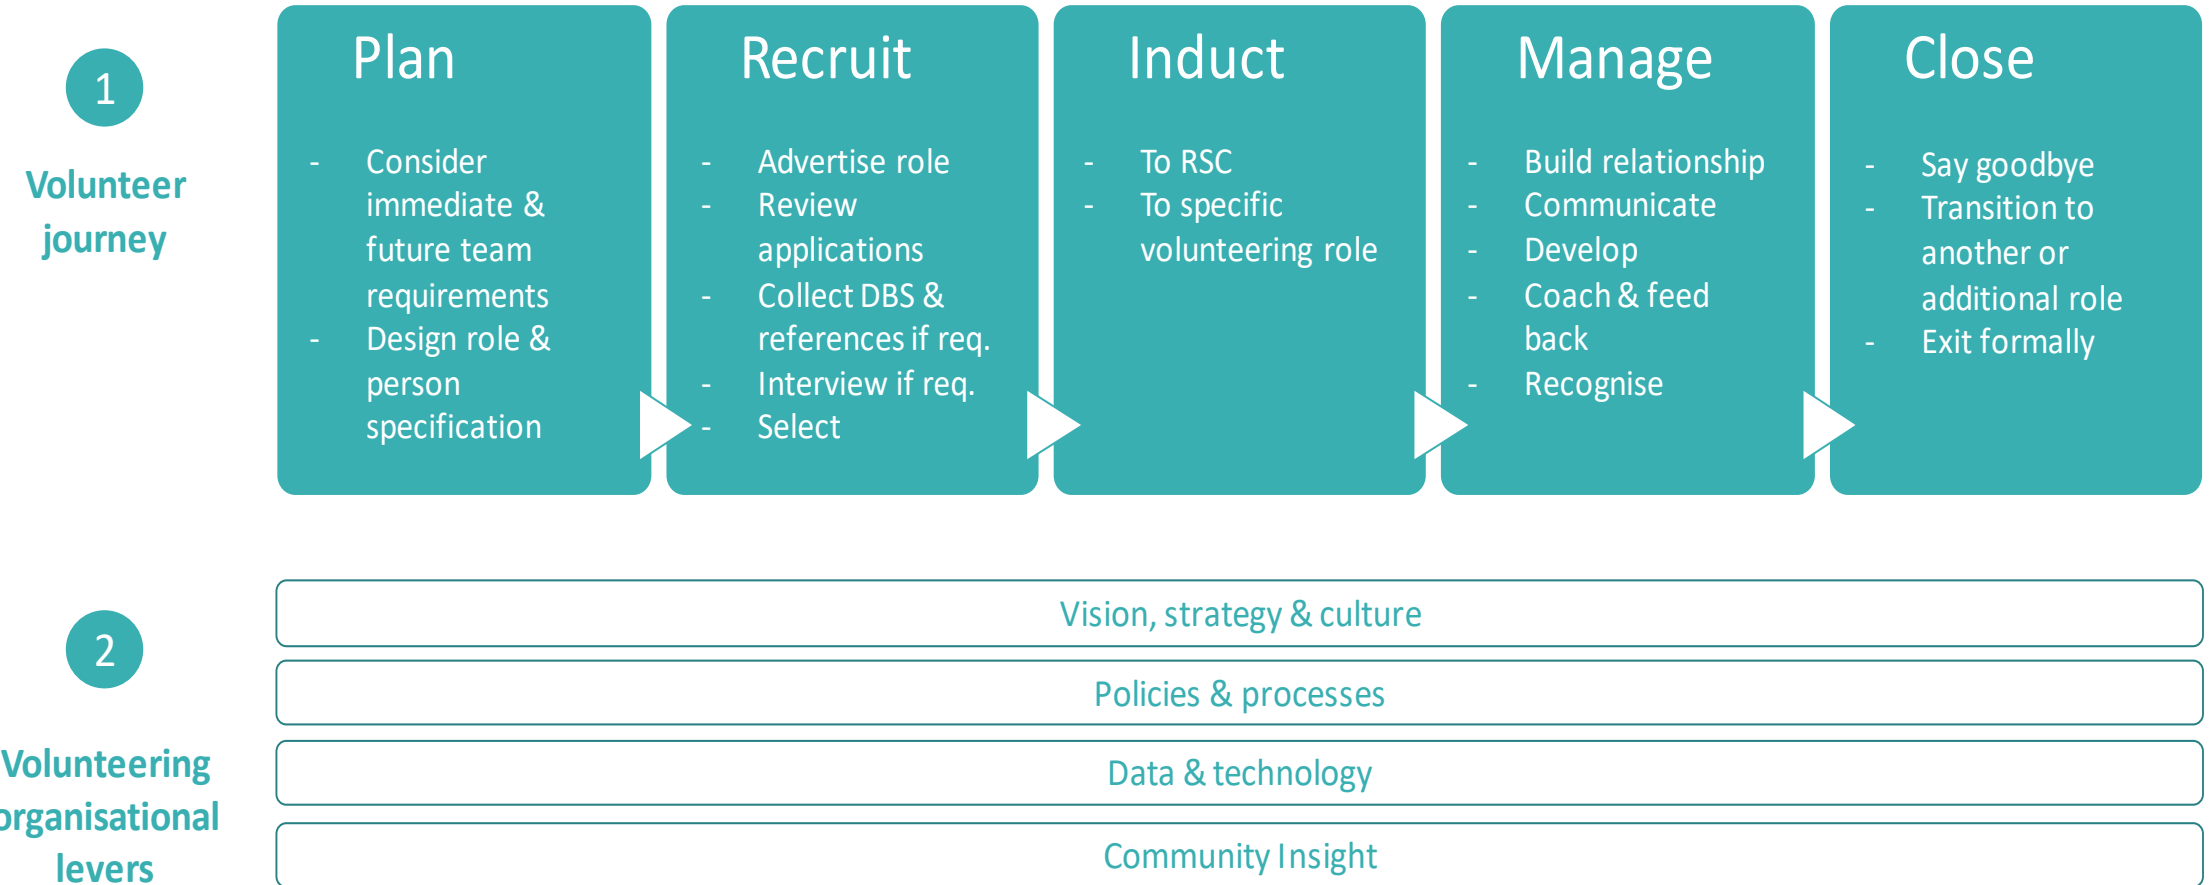 1
Volunteer
journey
Plan
- Consider
immediate &
future team
requirements
- Design role &
person
specification
Recruit
- Advertise role
- Review
applications
- Collect DBS &
references if req.
- Interview if req.
- Select
Induct
- To RSC
- To specific
volunteering role
Manage
- Build relationship
- Communicate
- Develop
- Coach & feed
back
- Recognise
Close
- Say goodbye
- Transition to
another or
additional role
- Exit formally
2
Volunteering
organisational
levers
Vision, strategy & culture
Policies & processes
Data & technology
Community Insight